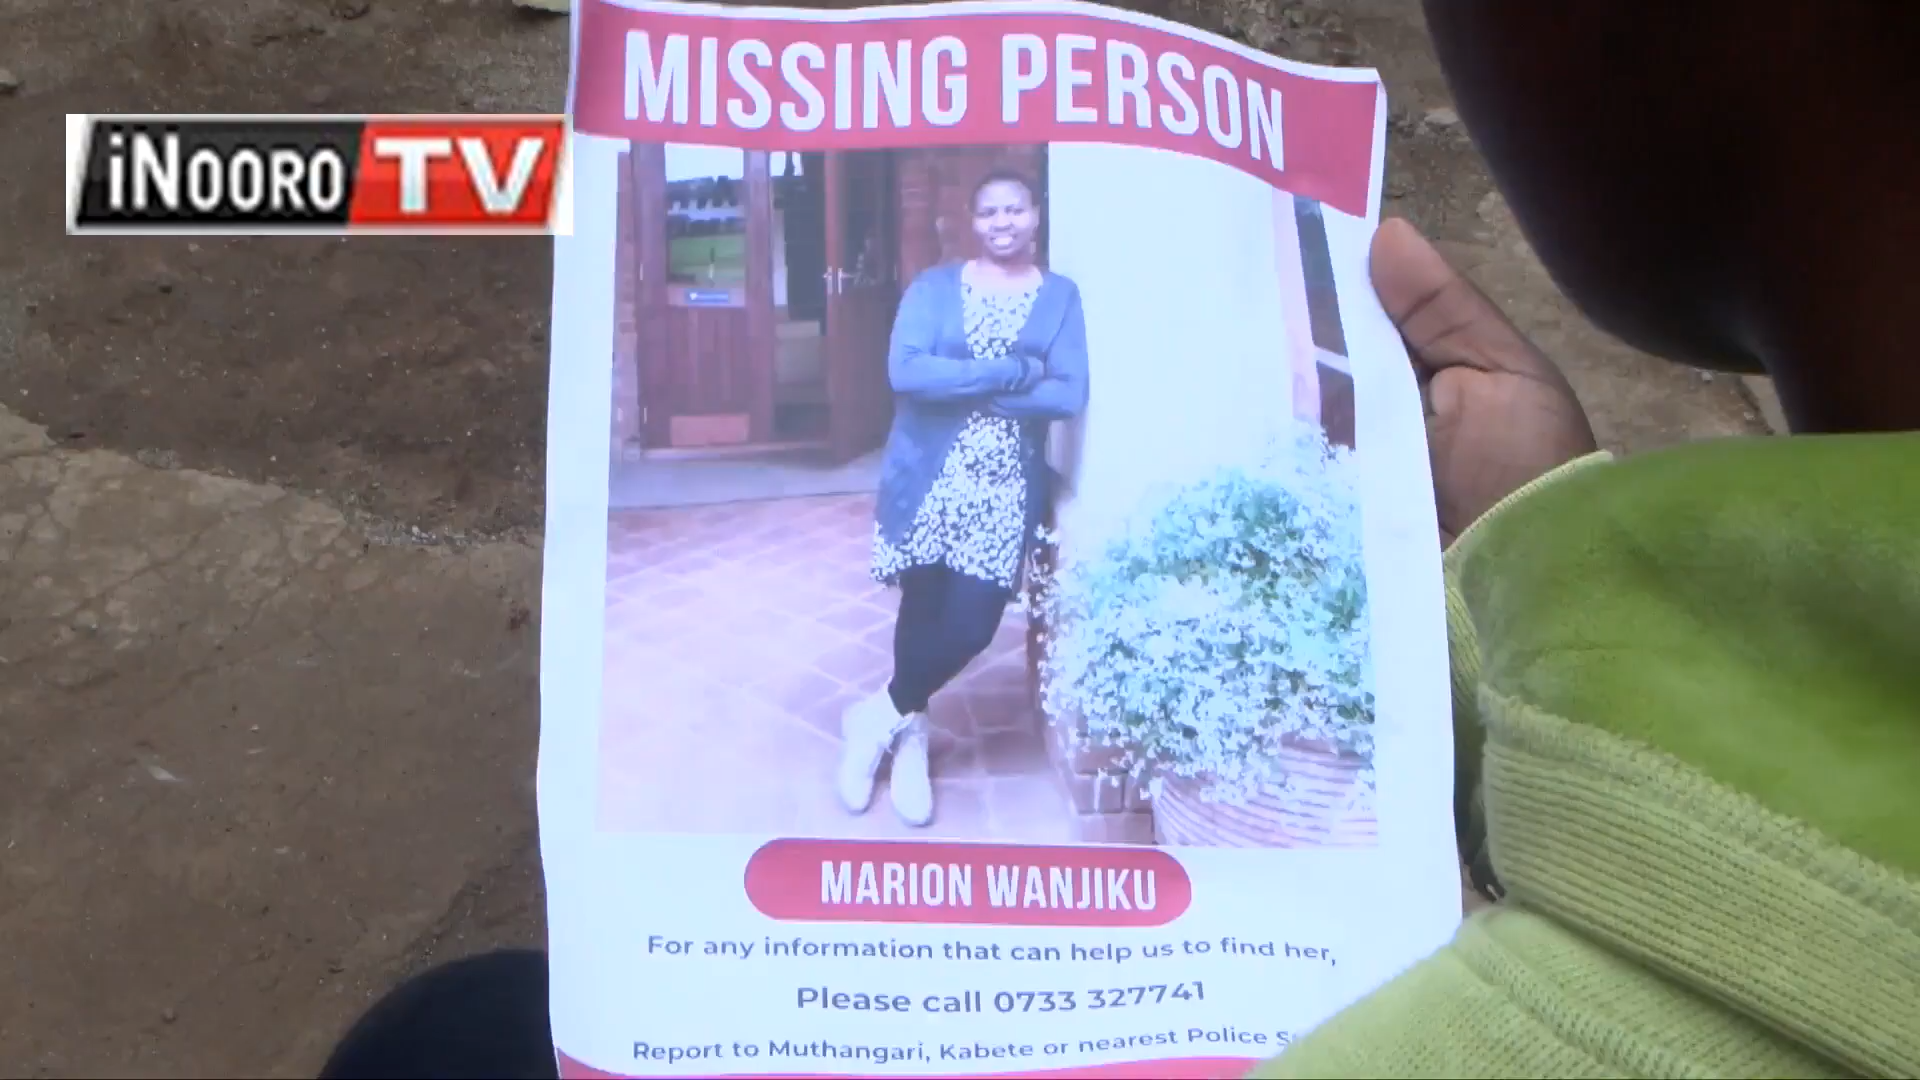 MISSING PERSON
iNOORO TV
MARION WANJIKU
For any information that can help us to find her,
Please call 0733 327741
Report to Muthangari, Kabete or nearest Police